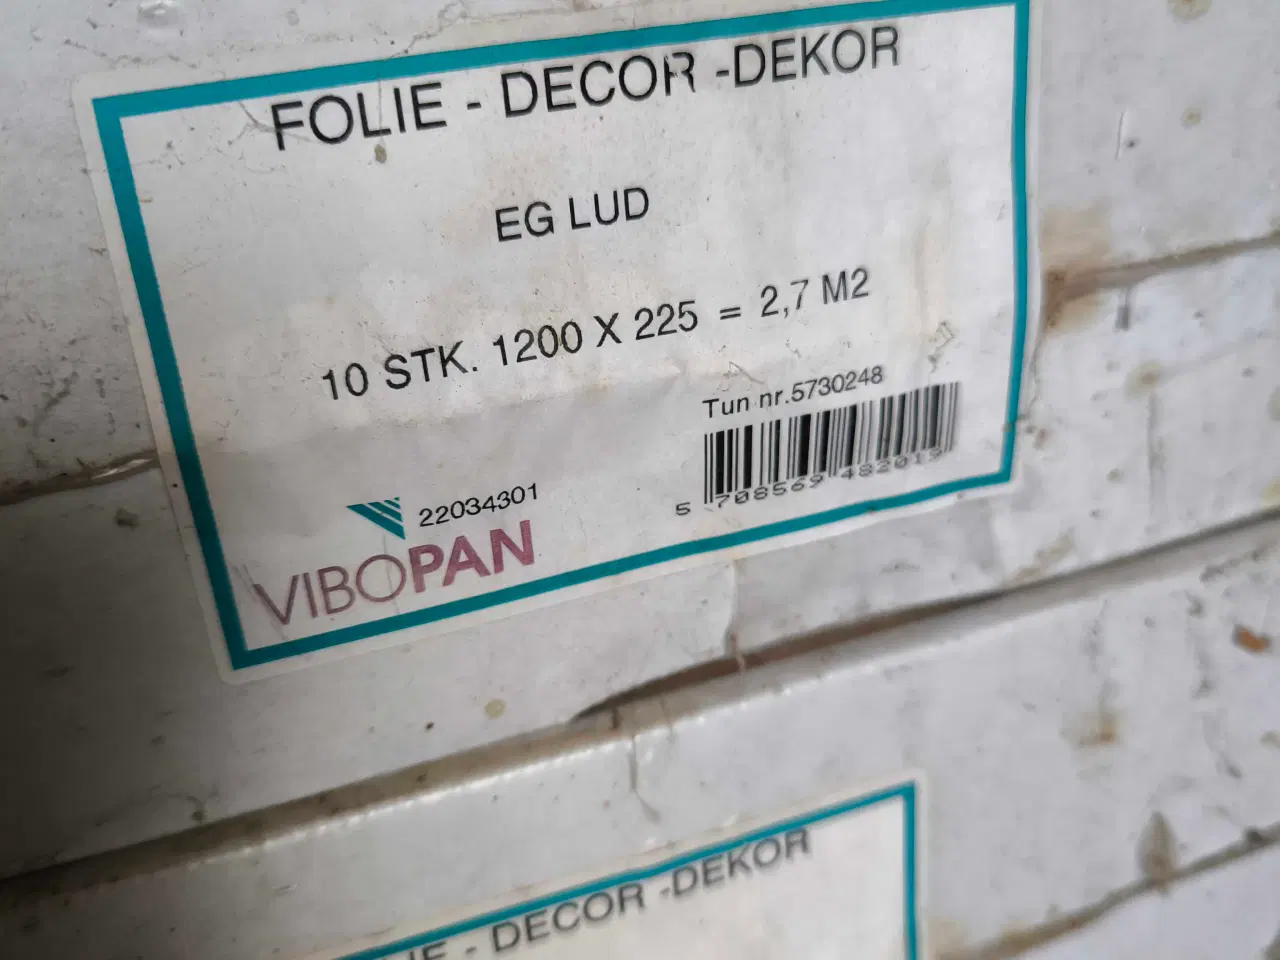 FOLIE - DECOR -DEKOR
EG LUD
10 STK. 1200 X 225 = 2,7 M2
Tun nr.5730248
5 708569 482019
22034301
VIBOPAN
- DECOR -DEKOR